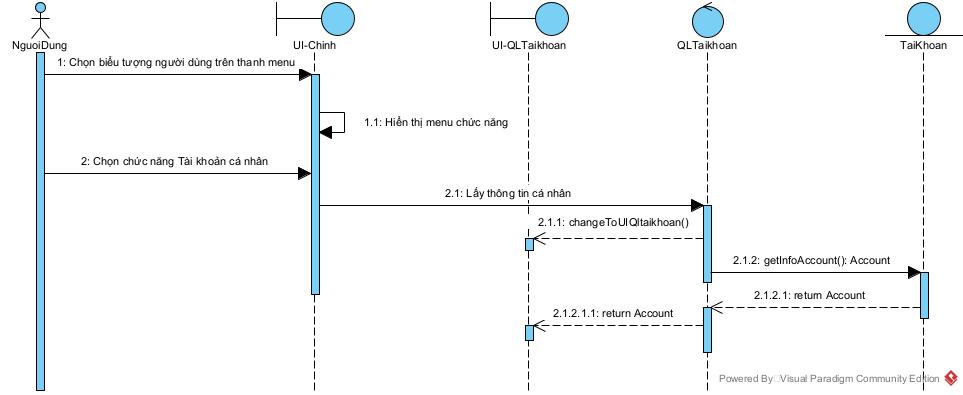 NguoiDung
UI-Chinh
UI-QLTaikhoan
QLTaikhoan
TaiKhoan
1: Chọn biểu tượng người dùng trên thanh menu
1.1: Hiển thị menu chức năng
2: Chọn chức năng Tài khoản cá nhân
2.1: Lấy thông tin cá nhân
2.1.1: changeToUIQltaikhoan()
2.1.2: getInfoAccount(): Account
2.1.2.1: return Account
2.1.2.1.1: return Account
Powered By Visual Paradigm Community Edition